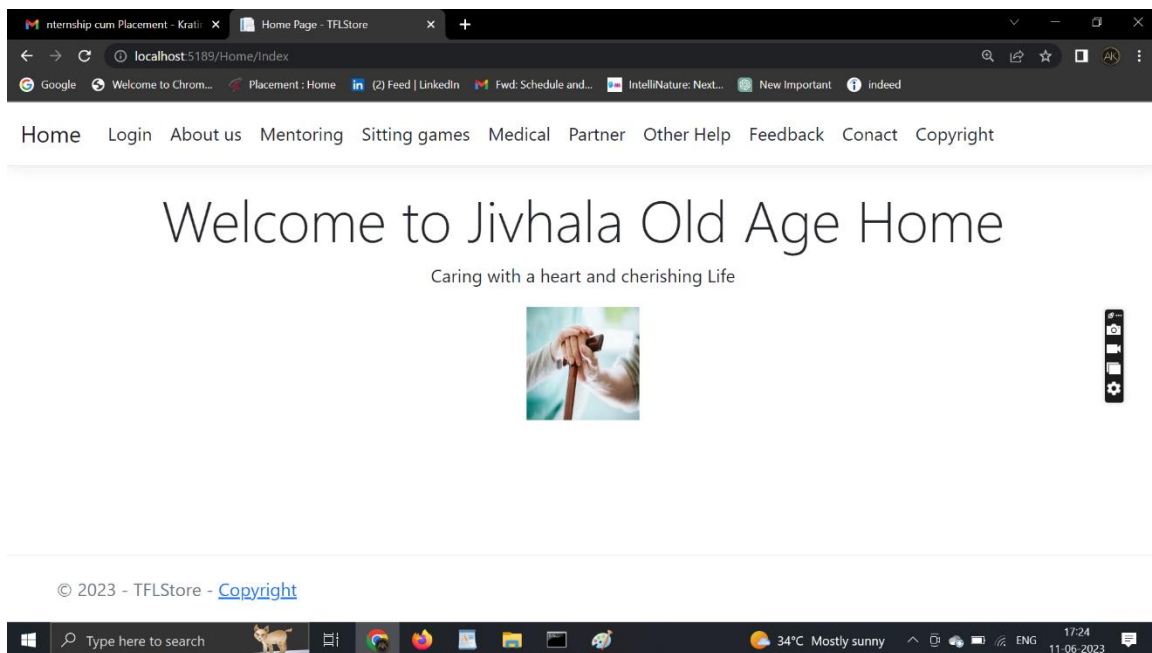 nternship cum Placement - Krati
Home Page - TFLStore
localhost:5189/Home/Index
AK
Google
Welcome to Chrom...
Placement : Home
(2) Feed | LinkedIn
Fwd: Schedule and...
IntelliNature: Next...
New Important
indeed
Home Login About us Mentoring Sitting games Medical Partner Other Help Feedback Conact Copyright
Welcome to Jivhala Old Age Home
Caring with a heart and cherishing Life
© 2023 - TFLStore - Copyright
Type here to search
34°C Mostly sunny
ENG
17:24
11-06-2023